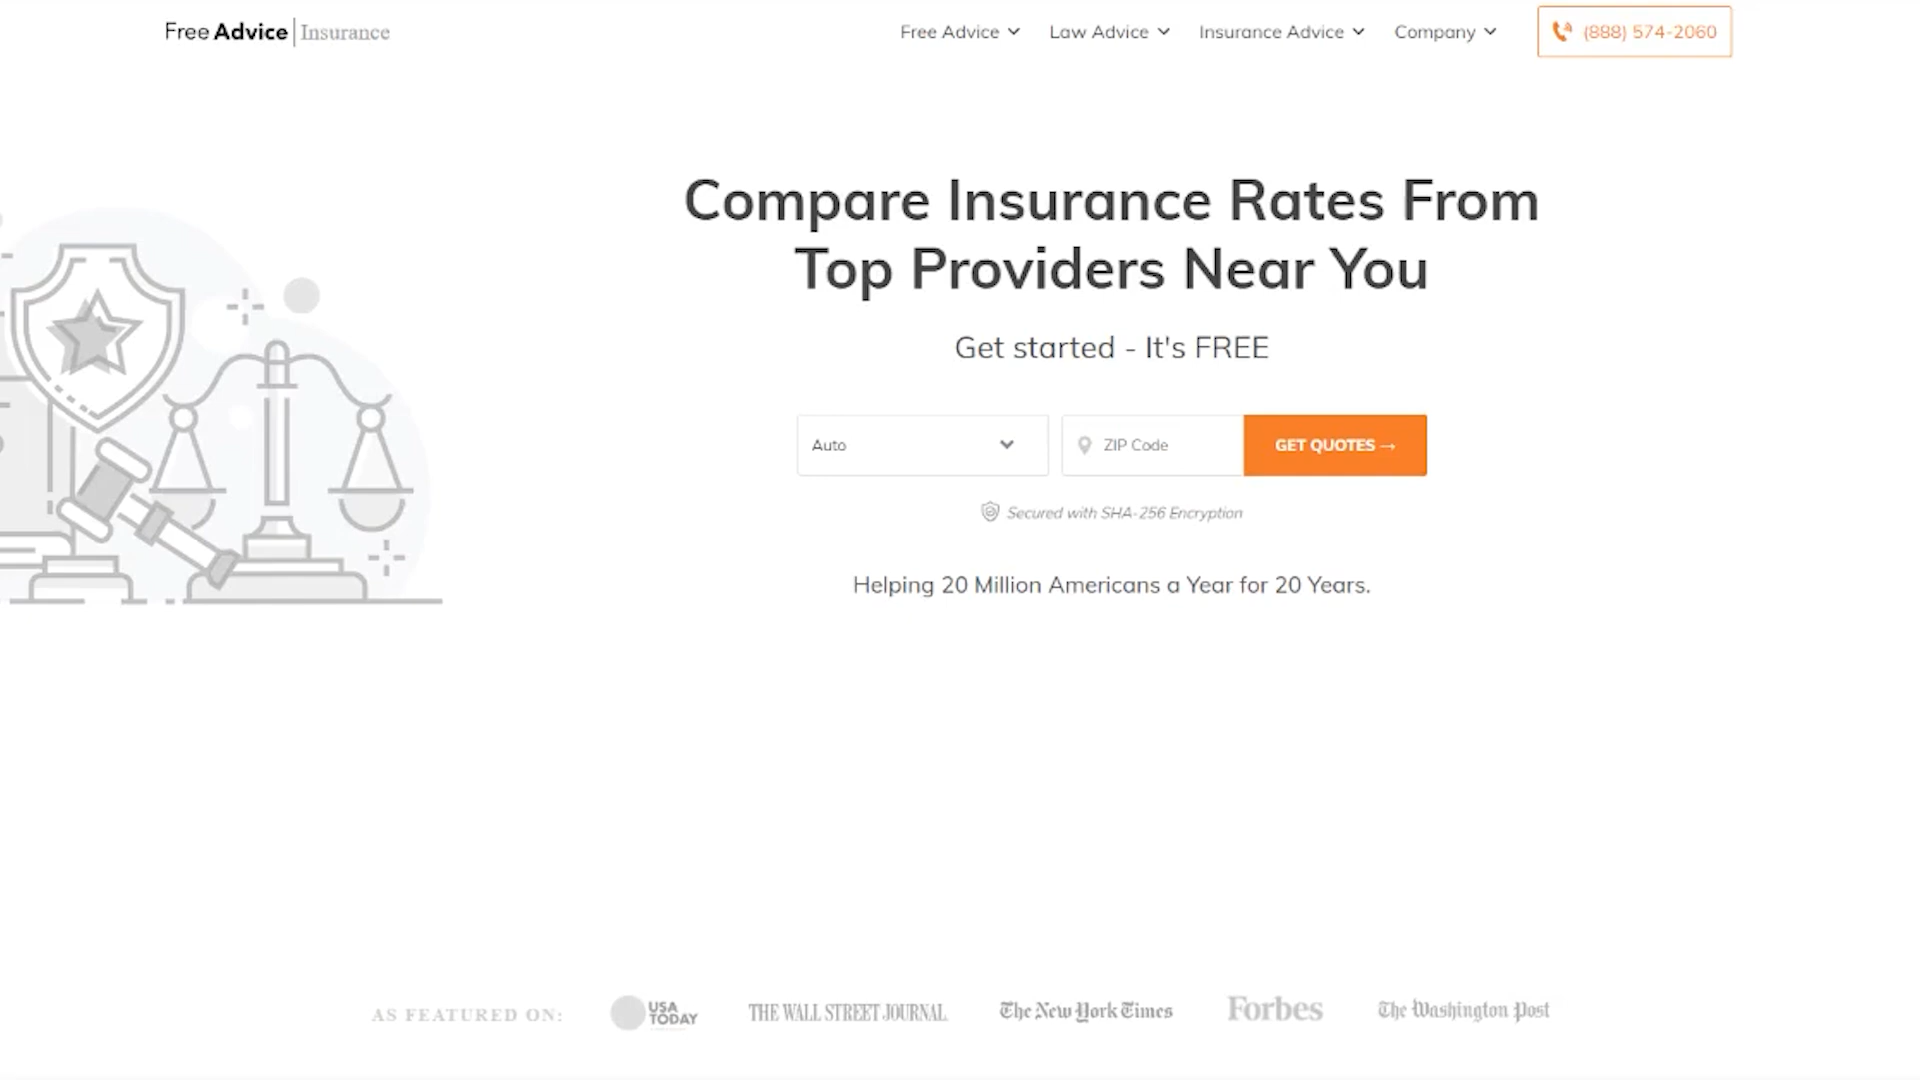 Free Advice | Insurance
Free Advice
Law Advice
Insurance Advice
Company
(888) 574-2060
Compare Insurance Rates From
Top Providers Near You
Get started - It's FREE
Auto
ZIP Code
GET QUOTES →
Secured with SHA-256 Encryption
Helping 20 Million Americans a Year for 20 Years.
AS FEATURED ON:
USA
TODAY
THE WALL STREET JOURNAL
The New York Times
Forbes
The Washington Post